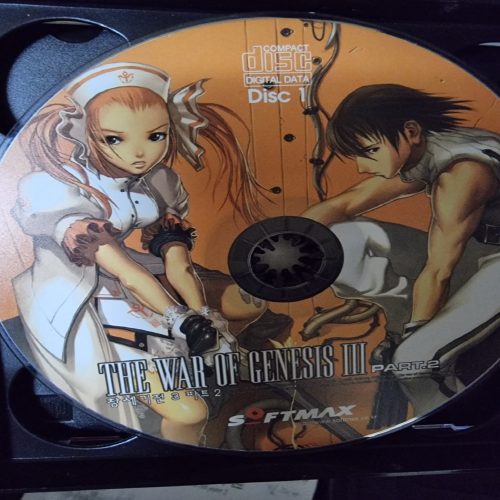 COMPACT
disc
DIGITAL DATA
Disc 1
THE WAR OF GENESIS III PART.2
창세기전 3 파트 2
SOFTMAX